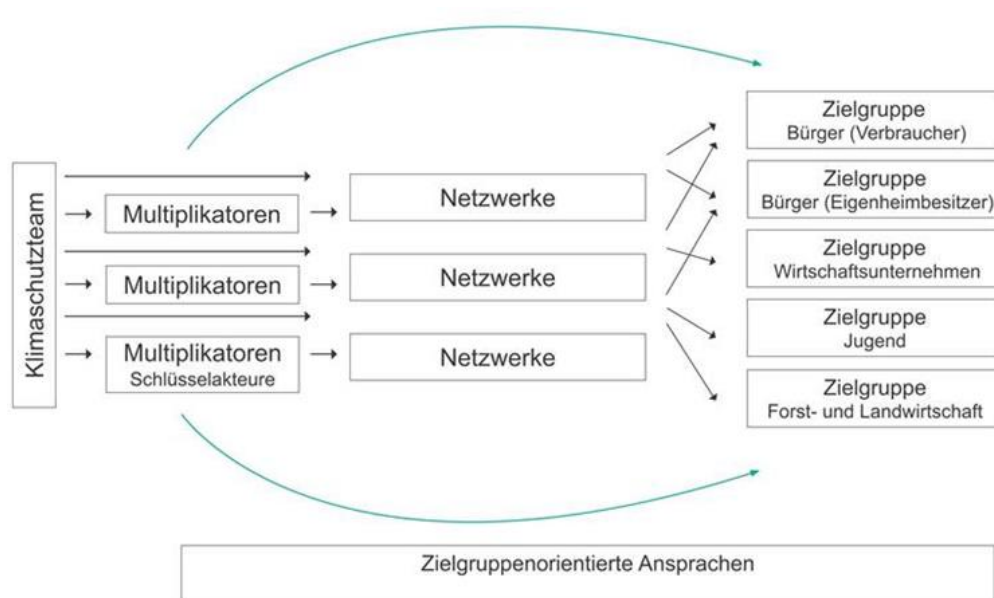 Klimaschutzteam
Multiplikatoren
Multiplikatoren
Multiplikatoren
Schlüsselakteure
Netzwerke
Netzwerke
Netzwerke
Zielgruppe
Bürger (Verbraucher)
Zielgruppe
Bürger (Eigenheimbesitzer)
Zielgruppe
Wirtschaftsunternehmen
Zielgruppe
Jugend
Zielgruppe
Forst- und Landwirtschaft
Zielgruppenorientierte Ansprachen